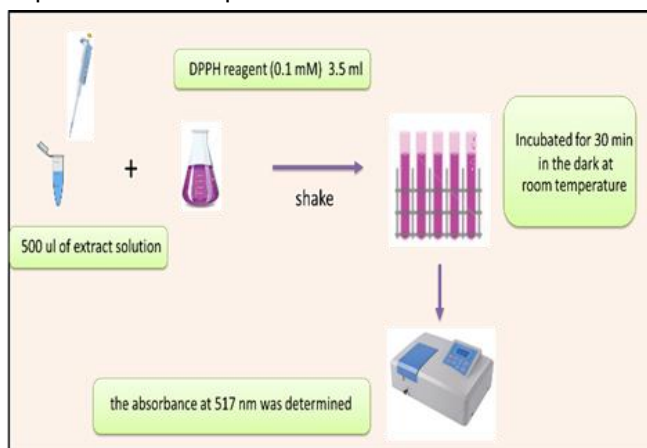 DPPH reagent (0.1 mM) 3.5 ml
+
shake
Incubated for 30 min
in the dark at
room temperature
500 ul of extract solution
the absorbance at 517 nm was determined